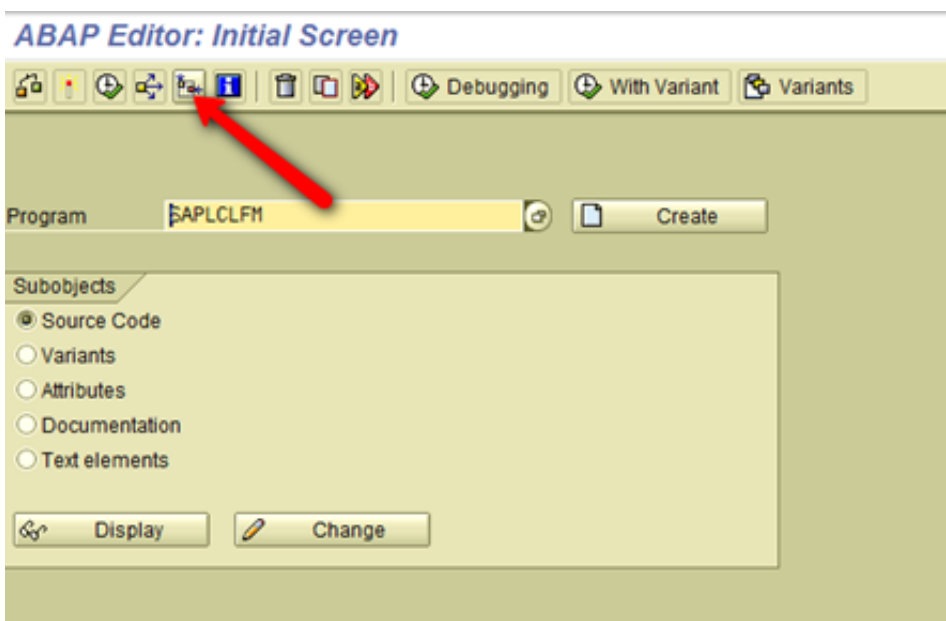 ABAP Editor: Initial Screen
Debugging With Variant Variants
Program SAPLCLFM Create
Subobjects
Source Code
Variants
Attributes
Documentation
Text elements
Display Change